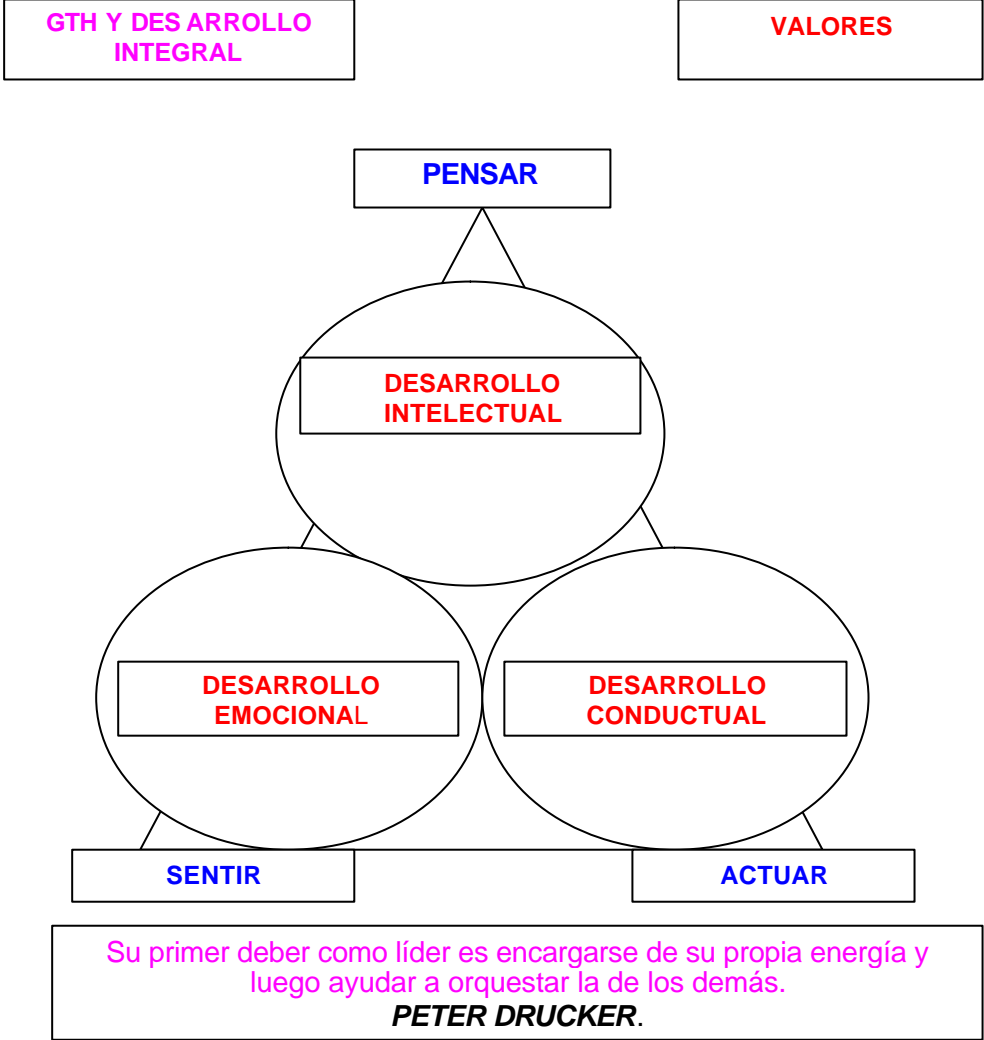 GTH Y DES ARROLLO
INTEGRAL
VALORES
PENSAR
DESARROLLO
INTELECTUAL
DESARROLLO
EMOCIONAL
DESARROLLO
CONDUCTUAL
SENTIR
ACTUAR
Su primer deber como líder es encargarse de su propia energía y
luego ayudar a orquestar la de los demás.
PETER DRUCKER.